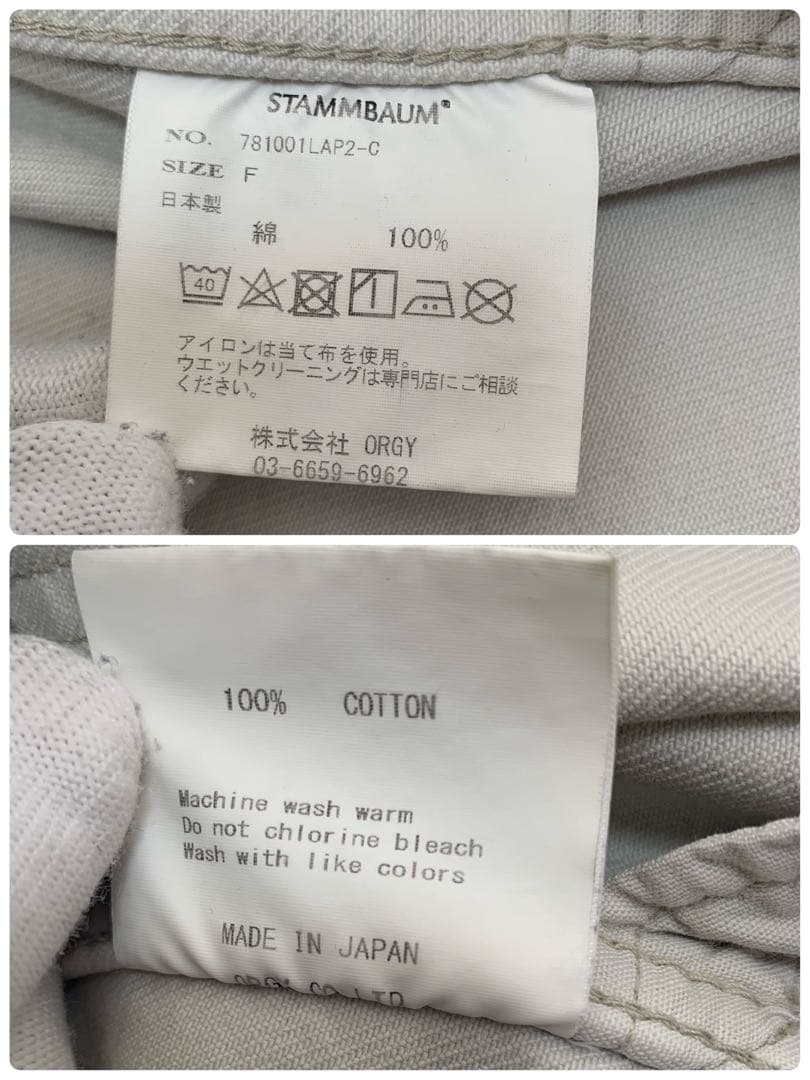 STAMMBAUM®
NO. 781001LAP2-C
SIZE F
日本製
綿 100%
40
アイロンは当て布を使用。
ウエットクリーニングは専門店にご相談
ください。
株式会社 ORGY
03-6659-6962
100% COTTON
Machine wash warm
Do not chlorine bleach
Wash with like colors
MADE IN JAPAN
ORGY CO LTD